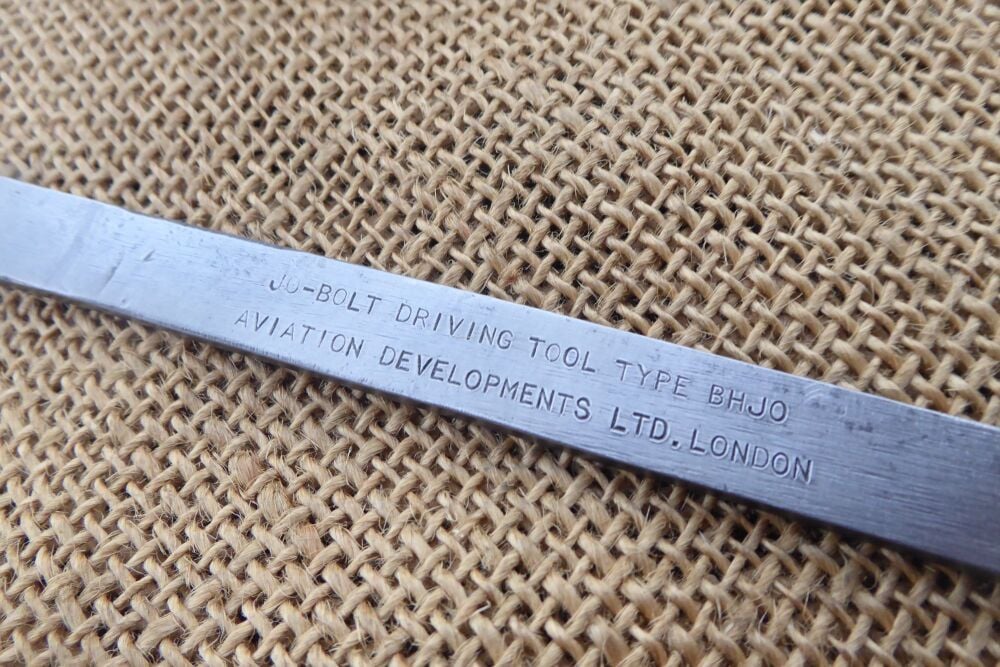 JO-BOLT DRIVING TOOL TYPE BHJO
AVIATION DEVELOPMENTS LTD. LONDON